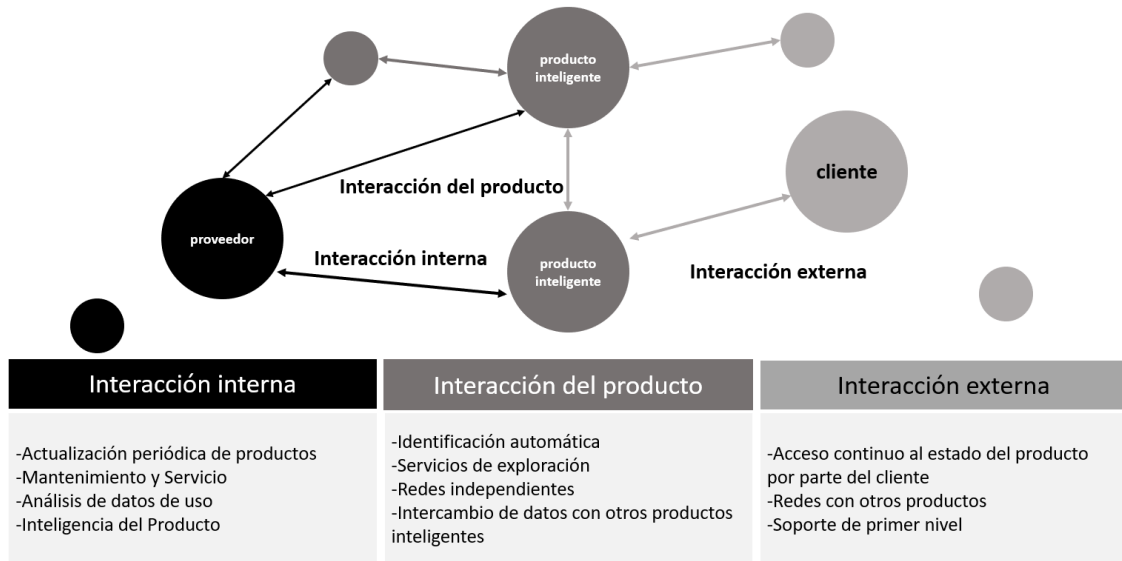 producto
inteligente
cliente
Interacción del producto
proveedor
Interacción interna
producto
inteligente
Interacción externa
Interacción interna
-Actualización periódica de productos
-Mantenimiento y Servicio
-Análisis de datos de uso
-Inteligencia del Producto
Interacción del producto
-Identificación automática
-Servicios de exploración
-Redes independientes
-Intercambio de datos con otros productos
inteligentes
Interacción externa
-Acceso continuo al estado del producto
por parte del cliente
-Redes con otros productos
-Soporte de primer nivel